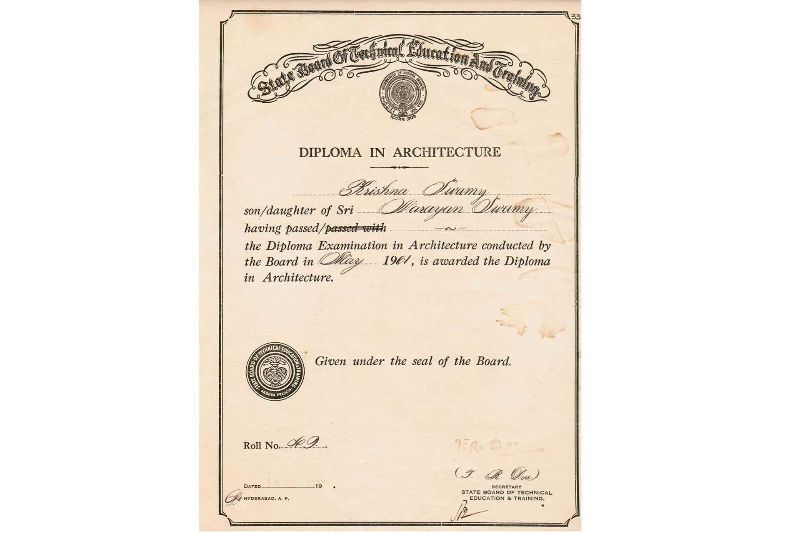 33
State Board Of Technical Education And Training.
DIPLOMA IN ARCHITECTURE
Krishna Swamy
son/daughter of Sri Narayan Swamy
having passed/passed with
the Diploma Examination in Architecture conducted by
the Board in May 1961, is awarded the Diploma
in Architecture.
Given under the seal of the Board.
Roll No.
DATED 19
HYDERABAD, A. P.
SECRETARY
STATE BOARD OF TECHNICAL
EDUCATION & TRAINING.